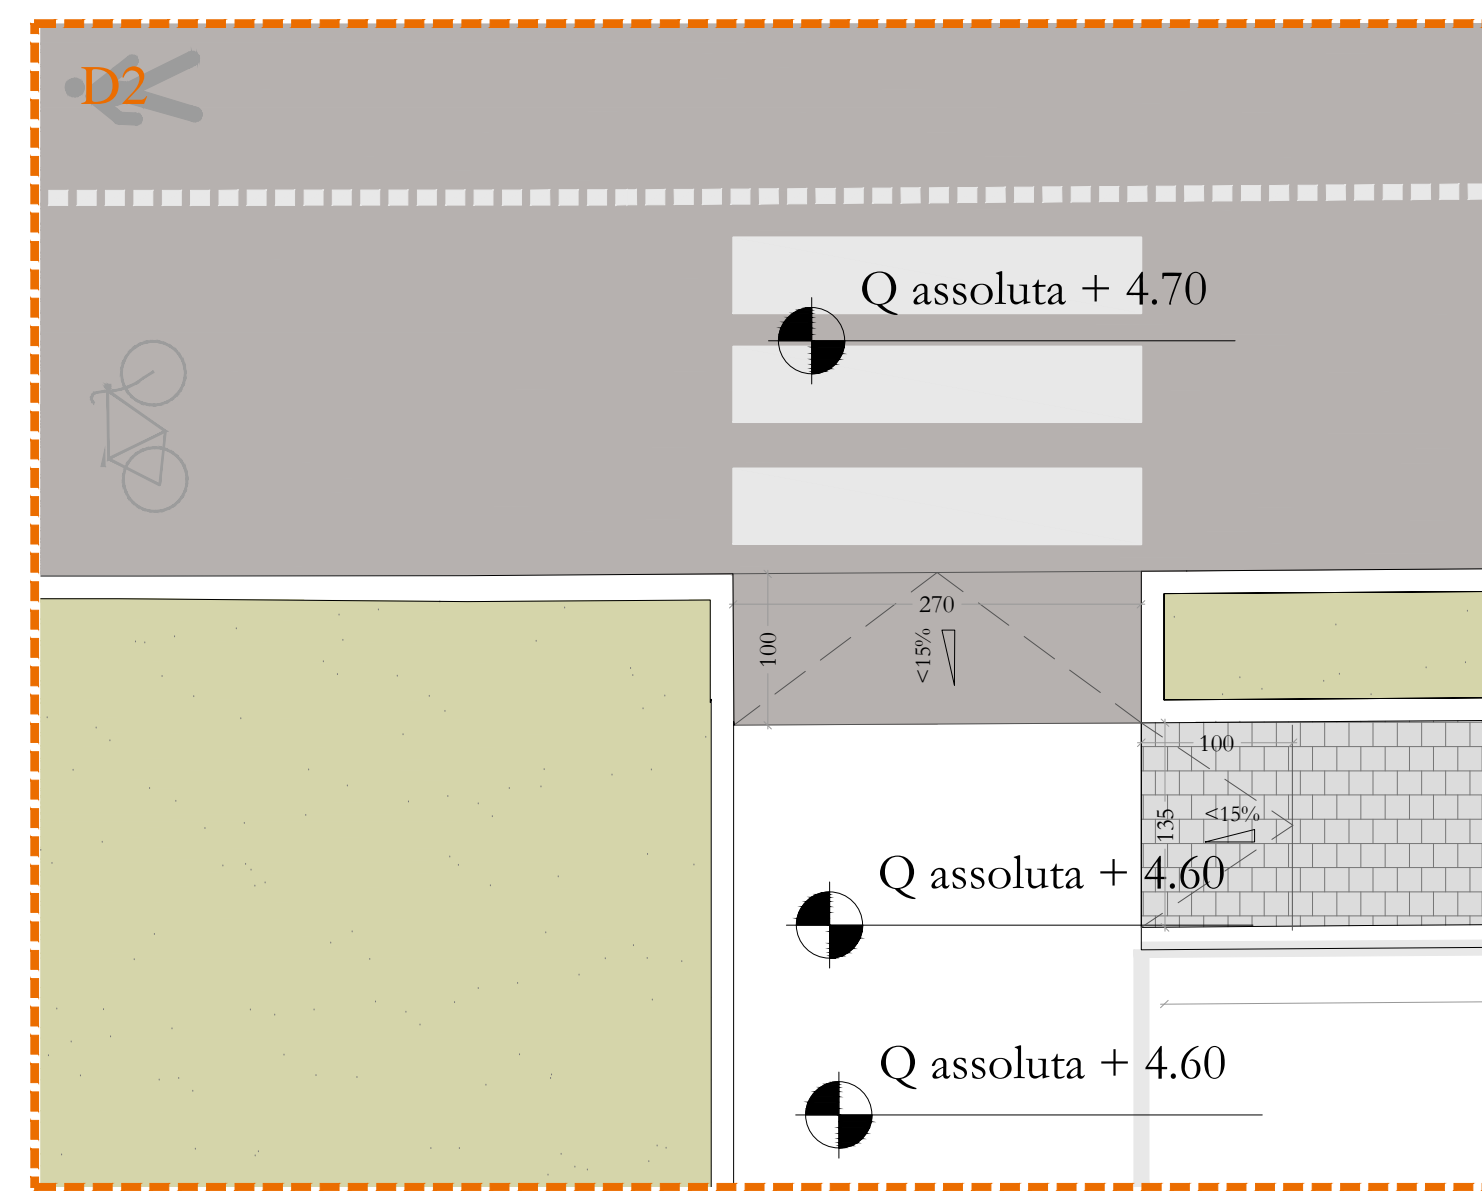 D2
Q assoluta + 4.70
270
100
<15%
100
135
<15%
Q assoluta + 4.60
Q assoluta + 4.60